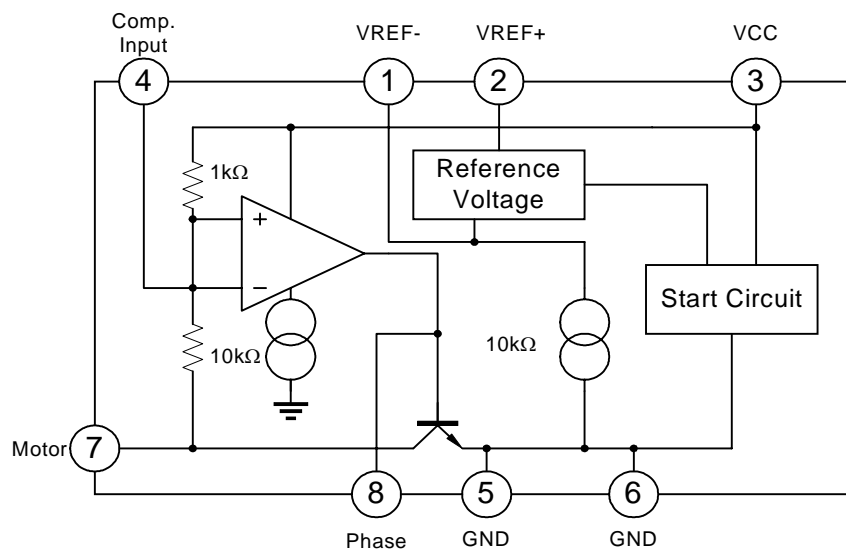 Comp.
Input
VREF-
VREF+
VCC
4
1
2
3
1kΩ
Reference
Voltage
+
−
Start Circuit
10kΩ
10kΩ
Motor
7
8
5
6
Phase
GND
GND